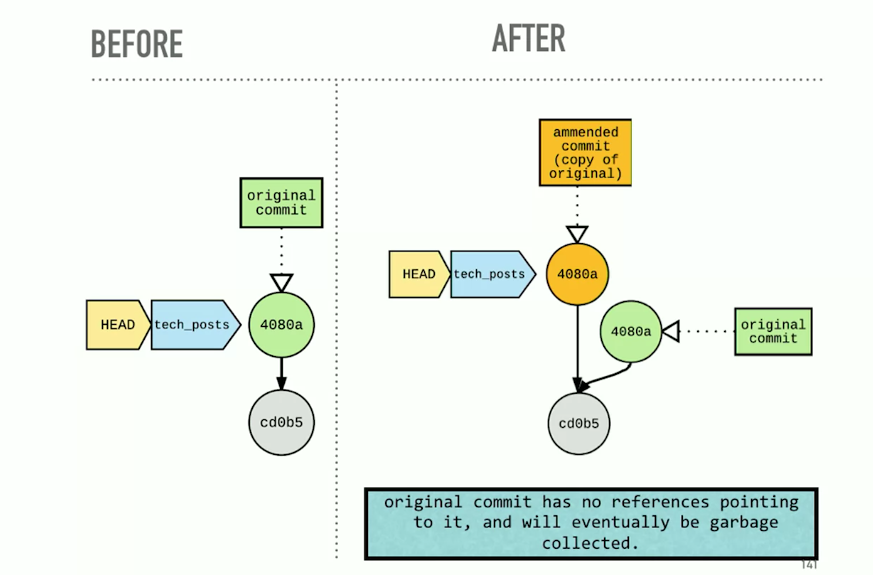 BEFORE
AFTER
original
commit
HEAD
tech_posts
4080a
cd0b5
ammended
commit
(copy of
original)
HEAD
tech_posts
4080a
4080a
original
commit
cd0b5
original commit has no references pointing
to it, and will eventually be garbage
collected.
141